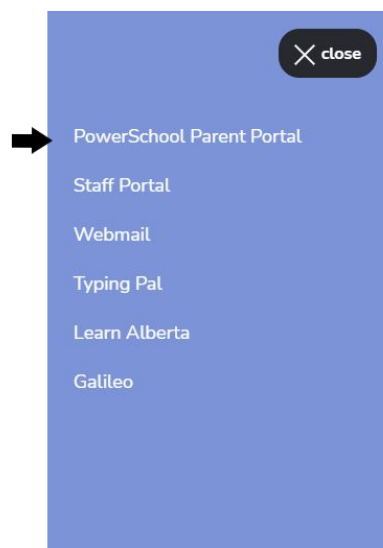 close
PowerSchool Parent Portal
Staff Portal
Webmail
Typing Pal
Learn Alberta
Galileo